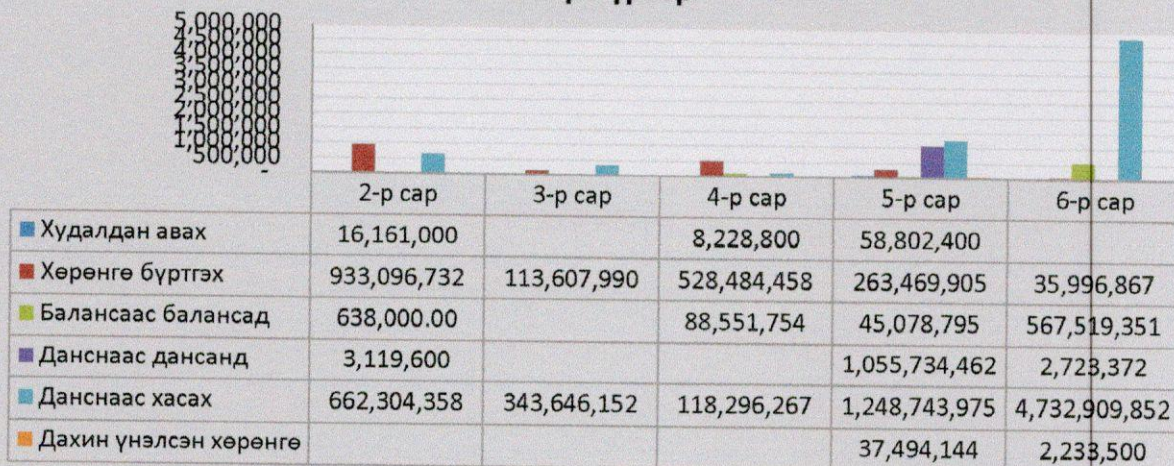 5,000,000
4,500,000
4,000,000
3,500,000
3,000,000
2,500,000
2,000,000
1,500,000
1,000,000
500,000
-
2-р сар 3-р сар 4-р сар 5-р сар 6-р сар
Худалдан авах 16,161,000 8,228,800 58,802,400
Хөрөнгө бүртгэх 933,096,732 113,607,990 528,484,458 263,469,905 35,996,867
Балансаас балансад 638,000.00 88,551,754 45,078,795 567,519,351
Данснаас дансанд 3,119,600 1,055,734,462 2,723,372
Данснаас хасах 662,304,358 343,646,152 118,296,267 1,248,743,975 4,732,909,852
Дахин үнэлсэн хөрөнгө 37,494,144 2,233,500